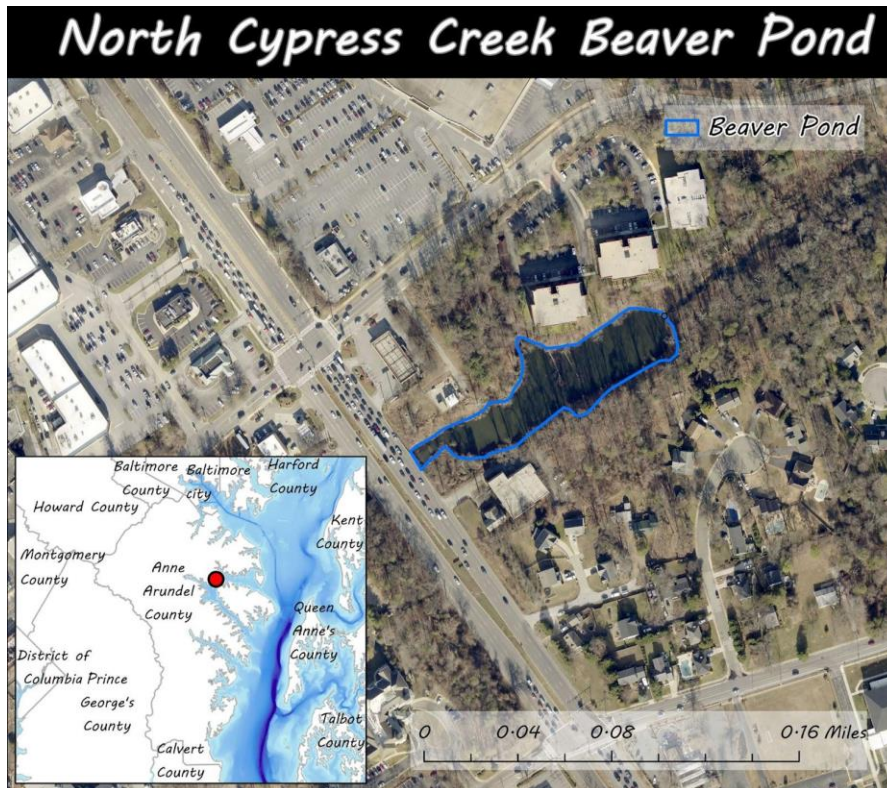 North Cypress Creek Beaver Pond
Beaver Pond
Baltimore County
Baltimore city
Harford County
Howard County
Kent County
Montgomery County
Anne Arundel County
Queen Anne's County
District of Columbia
Prince George's County
Talbot County
Calvert County
0 0.04 0.08 0.16 Miles